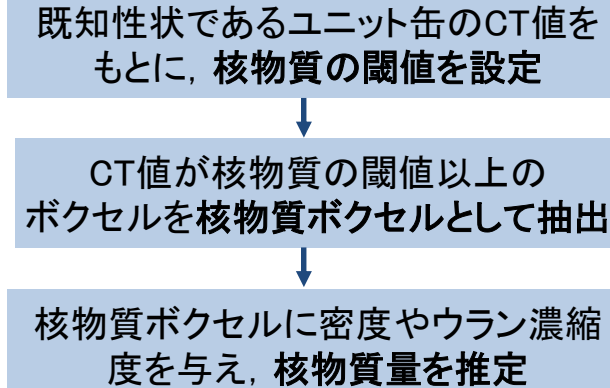 既知性状であるユニット缶のCT値を
もとに，核物質の閾値を設定
CT値が核物質の閾値以上の
ボクセルを核物質ボクセルとして抽出
核物質ボクセルに密度やウラン濃縮
度を与え，核物質量を推定